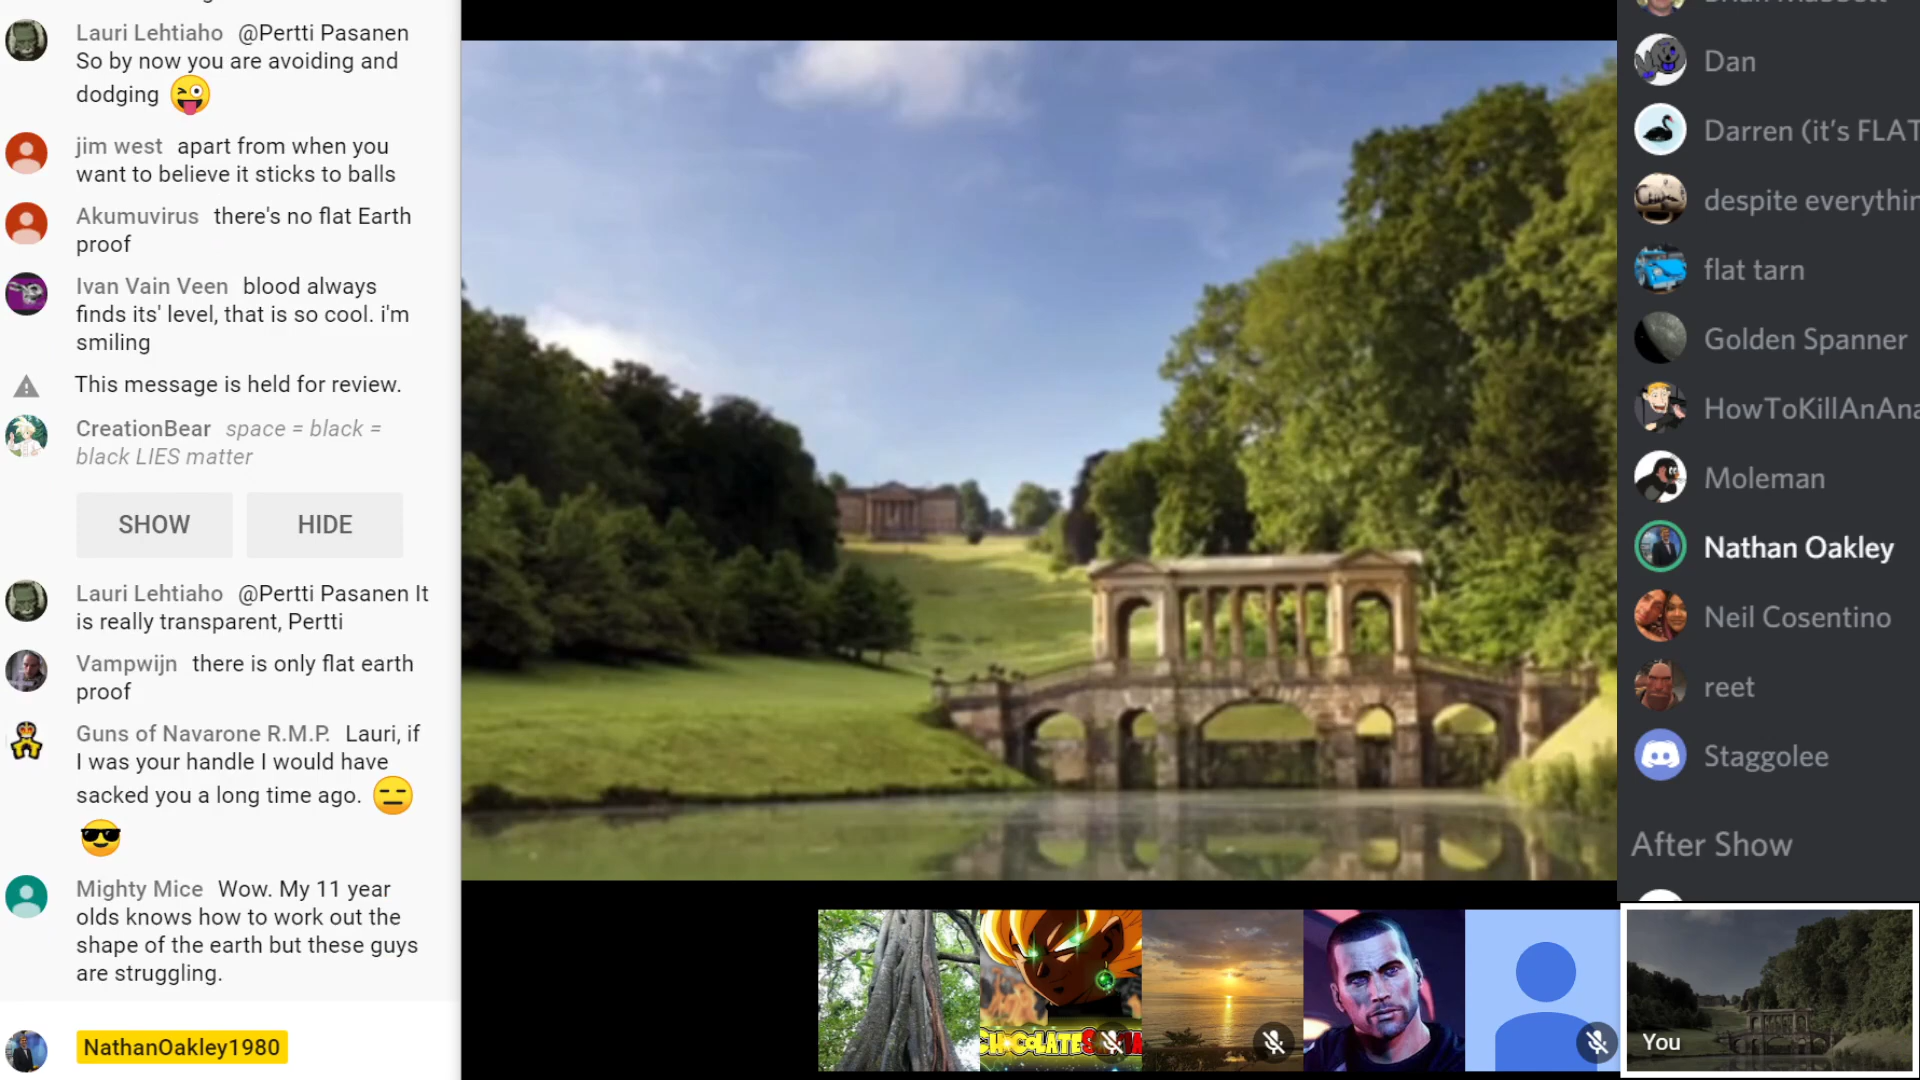 Lauri Lehtiaho @Pertti Pasanen
So by now you are avoiding and
dodging
jim west apart from when you
want to believe it sticks to balls
Akumuvirus there's no flat Earth
proof
Ivan Vain Veen blood always
finds its' level, that is so cool. i'm
smiling
This message is held for review.
CreationBear space = black =
black LIES matter
SHOW HIDE
Lauri Lehtiaho @Pertti Pasanen It
is really transparent, Pertti
Vampwijn there is only flat earth
proof
Guns of Navarone R.M.P. Lauri, if
I was your handle I would have
sacked you a long time ago.
Mighty Mice Wow. My 11 year
olds knows how to work out the
shape of the earth but these guys
are struggling.
NathanOakley1980
Dan
Darren (it's FLAT
despite everythin
flat tarn
Golden Spanner
HowToKillAnAna
Moleman
Nathan Oakley
Neil Cosentino
reet
Staggolee
After Show
You